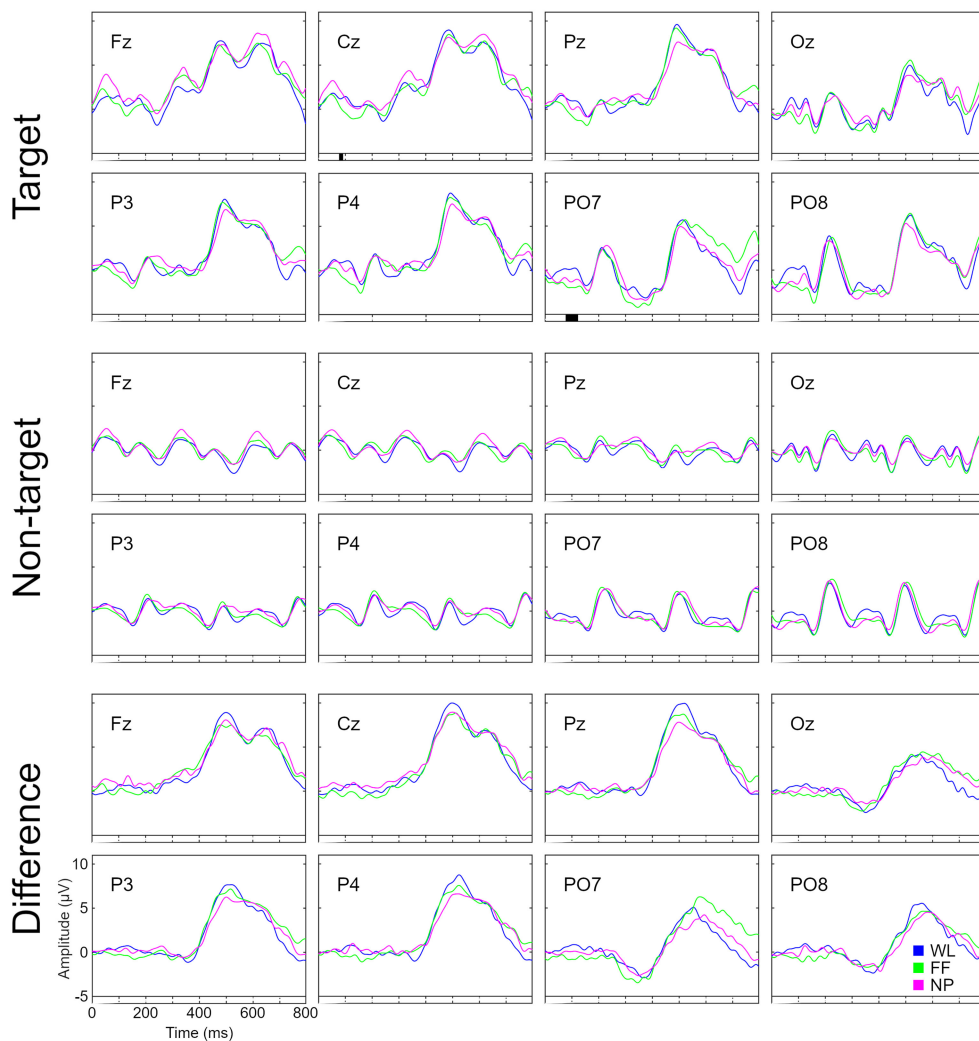 Target
Fz
Cz
Pz
Oz
P3
P4
PO7
PO8
Non-target
Fz
Cz
Pz
Oz
P3
P4
PO7
PO8
Difference
Fz
Cz
Pz
Oz
P3
P4
PO7
PO8
Amplitude (µV)
10
5
0
-5
0 200 400 600 800
Time (ms)
WL
FF
NP